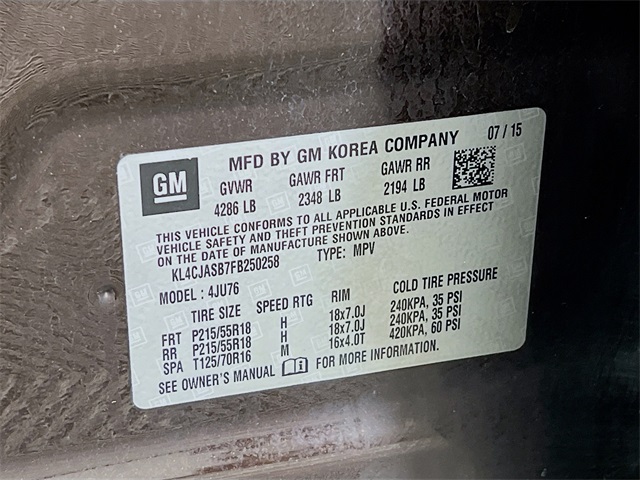 GM
MFD BY GM KOREA COMPANY 07 / 15
GVWR GAWR FRT GAWR RR
4286 LB 2348 LB 2194 LB
THIS VEHICLE CONFORMS TO ALL APPLICABLE U.S. FEDERAL MOTOR
VEHICLE SAFETY AND THEFT PREVENTION STANDARDS IN EFFECT
ON THE DATE OF MANUFACTURE SHOWN ABOVE.
KL4CJASB7FB250258 TYPE: MPV
MODEL : 4JU76
TIRE SIZE SPEED RTG RIM COLD TIRE PRESSURE
FRT P215/55R18 H 18x7.0J 240KPA, 35 PSI
RR P215/55R18 H 18x7.0J 240KPA, 35 PSI
SPA T125/70R16 M 16x4.0T 420KPA, 60 PSI
SEE OWNER'S MANUAL FOR MORE INFORMATION.